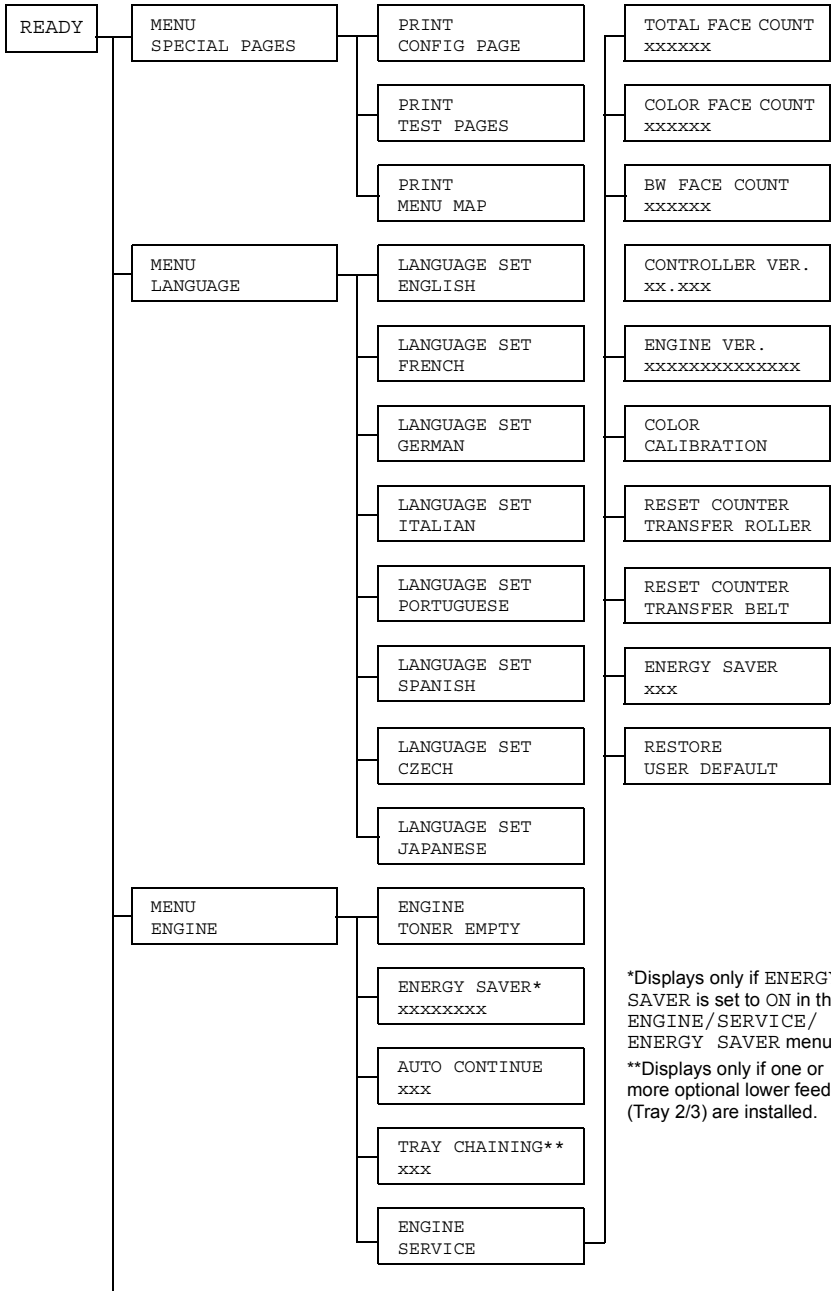 READY
MENU
SPECIAL PAGES
PRINT
CONFIG PAGE
PRINT
TEST PAGES
PRINT
MENU MAP
MENU
LANGUAGE
LANGUAGE SET
ENGLISH
LANGUAGE SET
FRENCH
LANGUAGE SET
GERMAN
LANGUAGE SET
ITALIAN
LANGUAGE SET
PORTUGUESE
LANGUAGE SET
SPANISH
LANGUAGE SET
CZECH
LANGUAGE SET
JAPANESE
MENU
ENGINE
ENGINE
TONER EMPTY
ENERGY SAVER*
xxxxxxxx
AUTO CONTINUE
xxx
TRAY CHAINING**
xxx
ENGINE
SERVICE
TOTAL FACE COUNT
xxxxxx
COLOR FACE COUNT
xxxxxx
BW FACE COUNT
xxxxxx
CONTROLLER VER.
xx.xxx
ENGINE VER.
xxxxxxxxxxxxxx
COLOR
CALIBRATION
RESET COUNTER
TRANSFER ROLLER
RESET COUNTER
TRANSFER BELT
ENERGY SAVER
xxx
RESTORE
USER DEFAULT
*Displays only if ENERGY
SAVER is set to ON in th
ENGINE/SERVICE/
ENERGY SAVER menu
**Displays only if one or
more optional lower feed
(Tray 2/3) are installed.